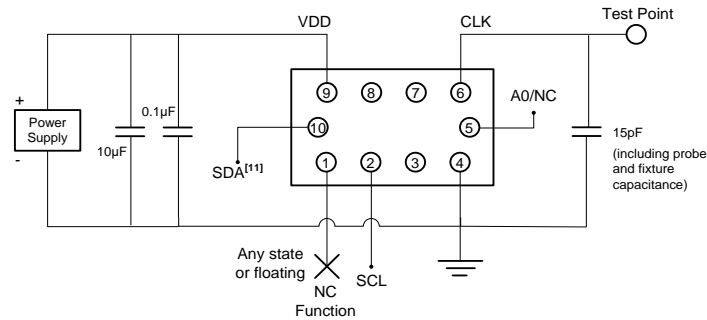 VDD
CLK
Test Point
+
Power
Supply
-
10µF
0.1µF
9
8
7
6
10
5
1
2
3
4
A0/NC
SDA[11]
15pF
(including probe
and fixture
capacitance)
Any state
or floating
NC
Function
SCL